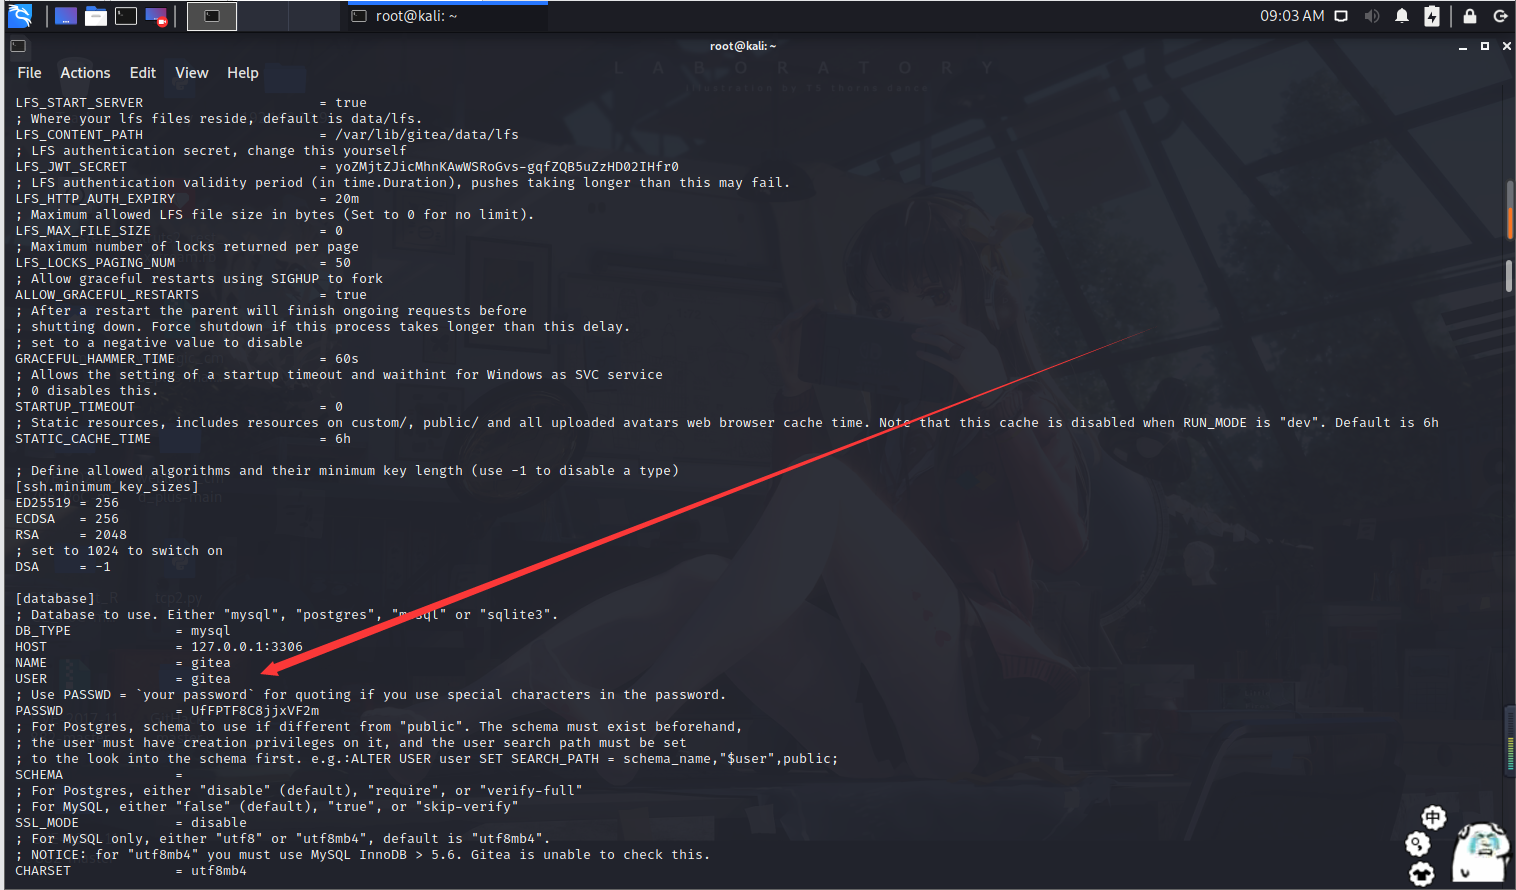 root@kali: ~
09:03 AM
root@kali: ~
File Actions Edit View Help
LABORATORY
LFS_START_SERVER = true
; Where your lfs files reside, default is data/lfs.
LFS_CONTENT_PATH = /var/lib/gitea/data/lfs
; LFS authentication secret, change this yourself
LFS_JWT_SECRET = yoZMjtZJicMhnKAwWSRoGvs-gqfZQB5uZzHD02IHfr0
; LFS authentication validity period (in time.Duration), pushes taking longer than this may fail.
LFS_HTTP_AUTH_EXPIRY = 20m
; Maximum allowed LFS file size in bytes (Set to 0 for no limit).
LFS_MAX_FILE_SIZE = 0
; Maximum number of locks returned per page
LFS_LOCKS_PAGING_NUM = 50
; Allow graceful restarts using SIGHUP to fork
ALLOW_GRACEFUL_RESTARTS = true
; After a restart the parent will finish ongoing requests before
; shutting down. Force shutdown if this process takes longer than this delay.
; set to a negative value to disable
GRACEFUL_HAMMER_TIME = 60s
; Allows the setting of a startup timeout and waithint for Windows as SVC service
; 0 disables this.
STARTUP_TIMEOUT = 0
; Static resources, includes resources on custom/, public/ and all uploaded avatars web browser cache time. Note that this cache is disabled when RUN_MODE is "dev". Default is 6h
STATIC_CACHE_TIME = 6h
; Define allowed algorithms and their minimum key length (use -1 to disable a type)
[ssh.minimum_key_sizes]
ED25519 = 256
ECDSA = 256
RSA = 2048
; set to 1024 to switch on
DSA = -1
[database]
; Database to use. Either "mysql", "postgres", "mssql" or "sqlite3".
DB_TYPE = mysql
HOST = 127.0.0.1:3306
NAME = gitea
USER = gitea
; Use PASSWD = `your password` for quoting if you use special characters in the password.
PASSWD = UfFPTF8C8jjxVF2m
; For Postgres, schema to use if different from "public". The schema must exist beforehand,
; the user must have creation privileges on it, and the user search path must be set
; to the look into the schema first. e.g.:ALTER USER user SET SEARCH_PATH = schema_name,"$user",public;
SCHEMA =
; For Postgres, either "disable" (default), "require", or "verify-full"
; For MySQL, either "false" (default), "true", or "skip-verify"
SSL_MODE = disable
; For MySQL only, either "utf8" or "utf8mb4", default is "utf8mb4".
; NOTICE: for "utf8mb4" you must use MySQL InnoDB > 5.6. Gitea is unable to check this.
CHARSET = utf8mb4
中